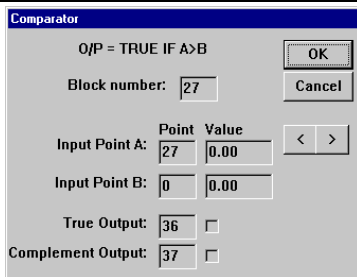 Comparator
O/P = TRUE IF A>B
OK
Block number: 27
Cancel
Point Value
Input Point A: 27 0.00
< >
Input Point B: 0 0.00
True Output: 36
Complement Output: 37